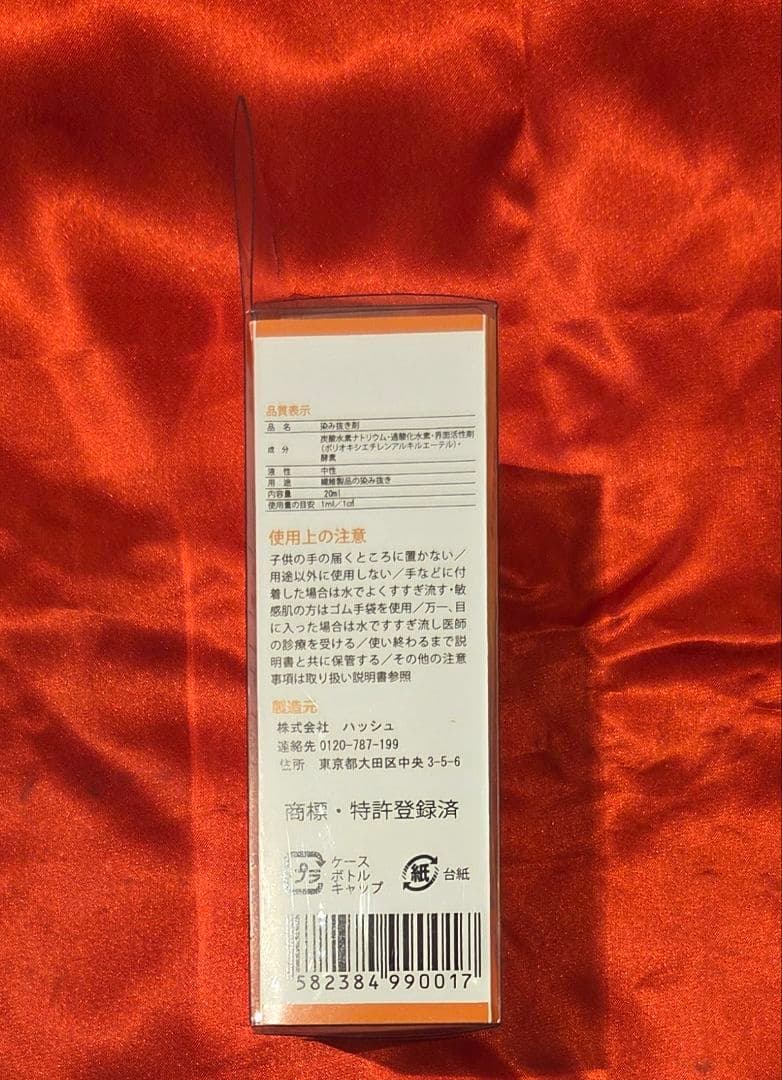 品質表示
品 名 染み抜き剤
成 分 炭酸水素ナトリウム・過酸化水素・界面活性剤
(ポリオキシエチレンアルキルエーテル)・
酵素
液 性 中性
用 途 繊維製品の染み抜き
内容量 20ml
使用量の目安 1ml/1㎠
使用上の注意
子供の手の届くところに置かない/
用途以外に使用しない/手などに付
着した場合は水でよくすすぎ流す・敏
感肌の方はゴム手袋を使用/万一、目
に入った場合は水ですすぎ流し医師
の診療を受ける/使い終わるまで説
明書と共に保管する/その他の注意
事項は取り扱い説明書参照
製造元
株式会社 ハッシュ
連絡先 0120-787-199
住所 東京都大田区中央 3-5-6
商標・特許登録済
プラ ケース
ボトル
キャップ
紙 台紙
582384 990017